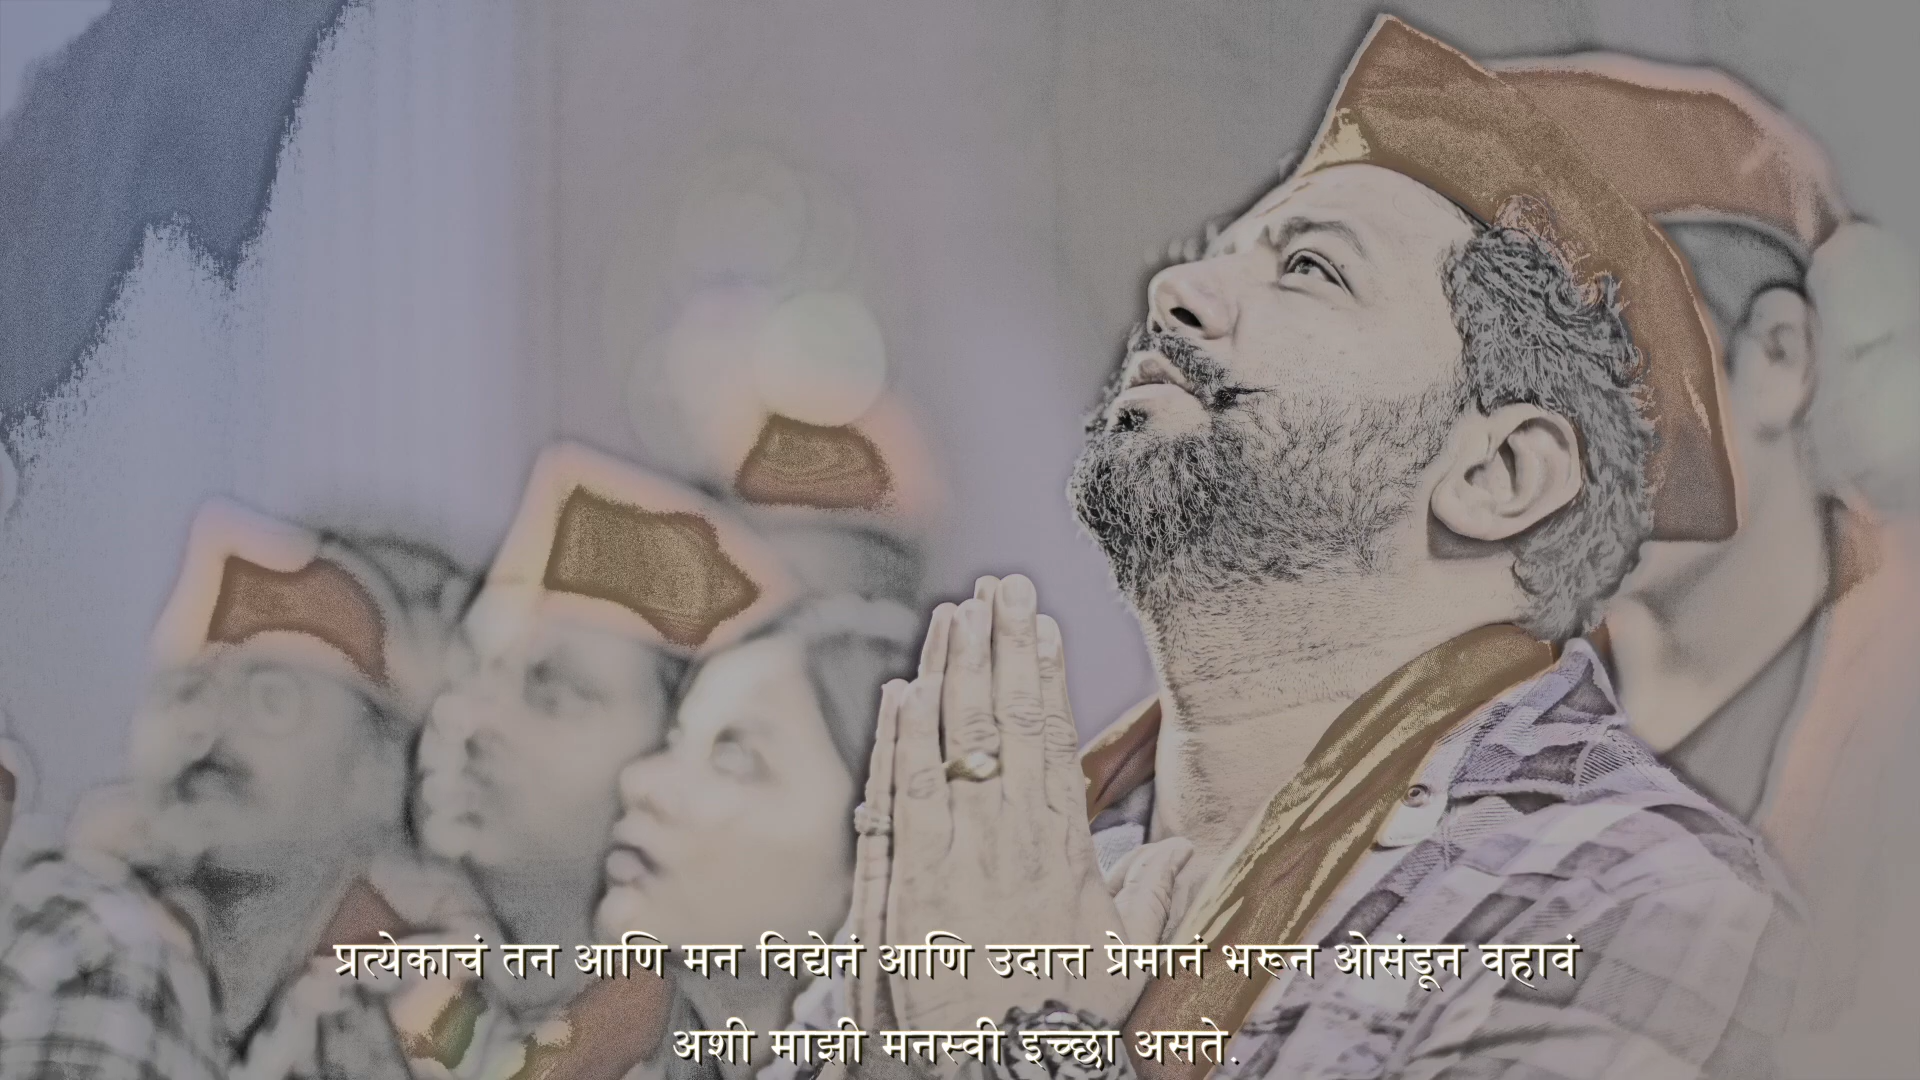 प्रत्येकाचं तन आणि मन विद्येनं आणि उदात्त प्रेमानं भरून ओसंडून वहावं
अशी माझी मनस्वी इच्छा असते.